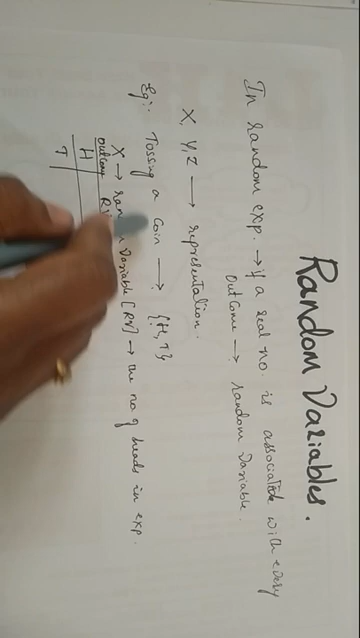 Random Variables.
In random exp. → if a real no. is associated with every
outcome → random variable.
X, Y, Z → representation.
Eg:- Tossing a coin → {H, T}
X → ran Variable [RV] → the no of heads in exp.
Outcome R
H
T